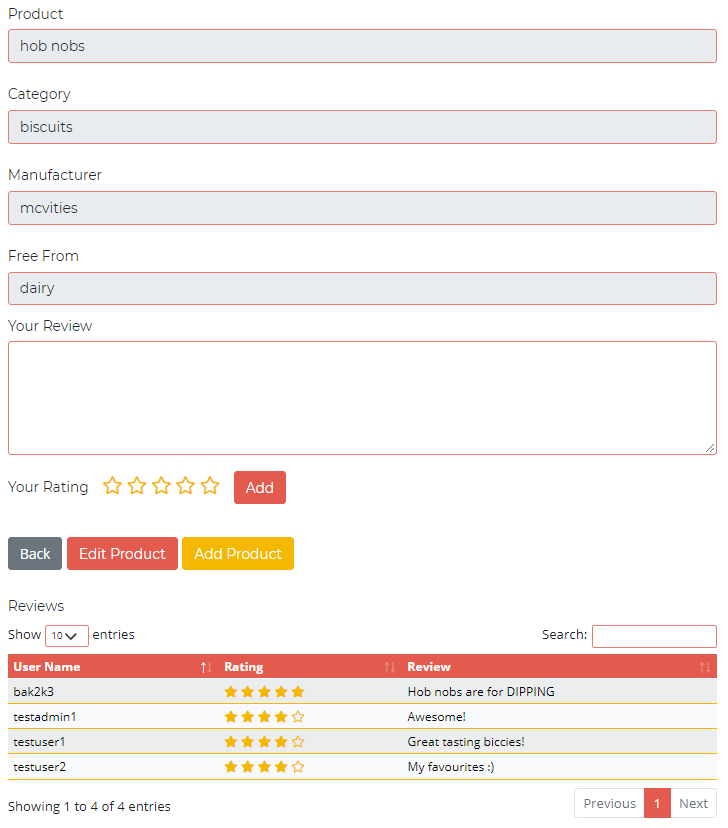 Product
hob nobs
Category
biscuits
Manufacturer
mcvities
Free From
dairy
Your Review
Your Rating Add
Back Edit Product Add Product
Reviews
Show 10 entries Search:
User Name Rating Review
bak2k3 Hob nobs are for DIPPING
testadmin1 Awesome!
testuser1 Great tasting biccies!
testuser2 My favourites :)
Showing 1 to 4 of 4 entries Previous 1 Next